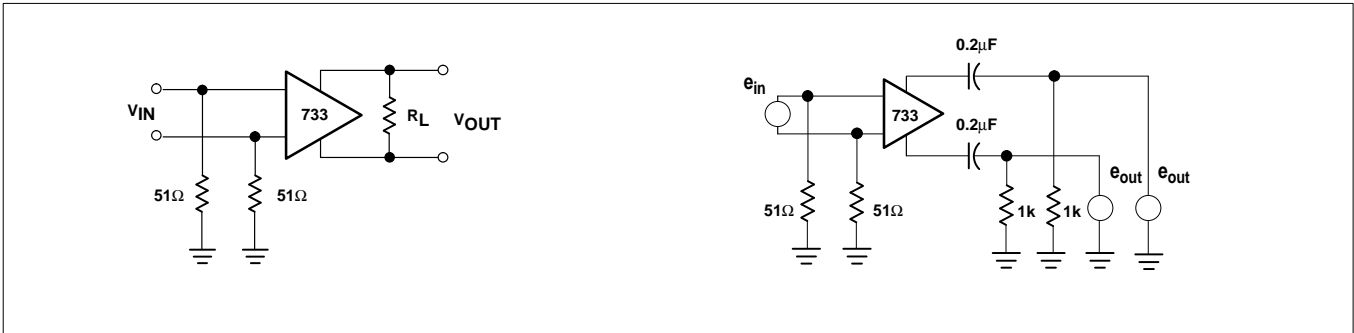 VIN
733
RL
VOUT
51Ω
51Ω
0.2µF
ein
733
0.2µF
eout
eout
51Ω
51Ω
1k
1k